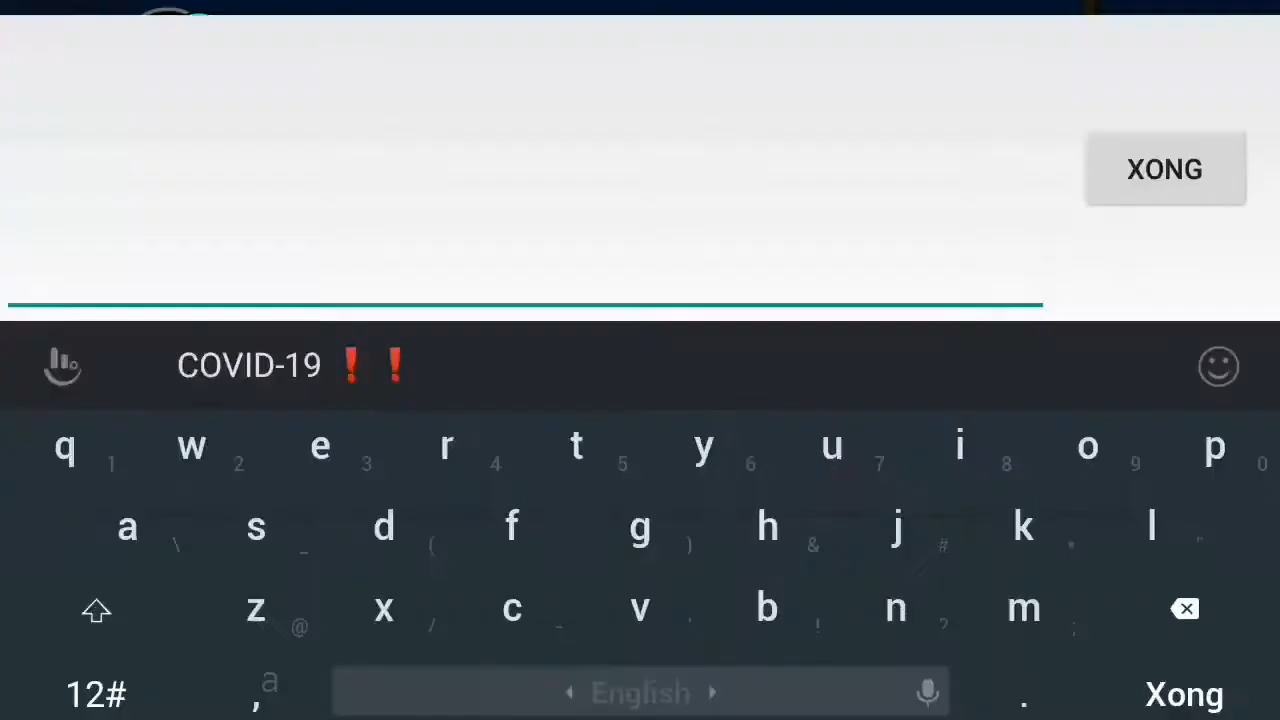 XONG
COVID-19 ❗❗
q 1 w 2 e 3 r 4 t 5 y 6 u 7 i 8 o 9 p 0
a \ s _ d ( f g ) h & j # k * l "
z @ x / c - v ' b ! n ? m ;
12# , a English . Xong